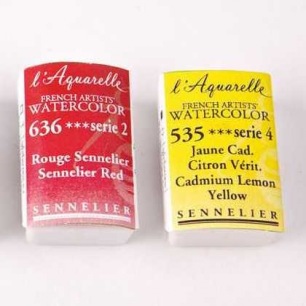 l'Aquarelle
FRENCH ARTISTS'
WATERCOLOR
636 ***serie 2
Rouge Sennelier
Sennelier Red
SENNELIER
l'Aquarelle
FRENCH ARTISTS'
WATERCOLOR
535 ***serie 4
Jaune Cad.
Citron Vérit.
Cadmium Lemon
Yellow
SENNELIER